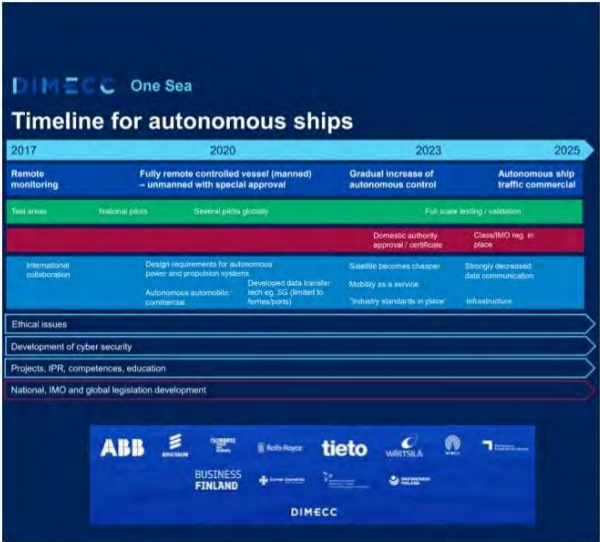 DIMECC One Sea
Timeline for autonomous ships
2017 2020 2023 2025
Remote monitoring
Fully remote controlled vessel (manned)
– unmanned with special approval
Gradual increase of
autonomous control
Autonomous ship
traffic commercial
Test areas National pilots Several pilots globally Full scale testing / validation
Domestic authority
approval / certificate
Class/IMO reg. in
place
International
collaboration
Design requirements for autonomous
power and propulsion systems
Autonomous automobile
commercial
Developed data transfer
tech eg. 5G (limited to
ferries/ports)
Satellite becomes cheaper
Mobility as a service
"Industry standards in place"
Strongly decreased
data communication
Infrastructure
Ethical issues
Development of cyber security
Projects, IPR, competences, education
National, IMO and global legislation development
ABB
ERICSSON
Rolls-Royce
tieto
WÄRTSILÄ
BUSINESS
FINLAND
DIMECC